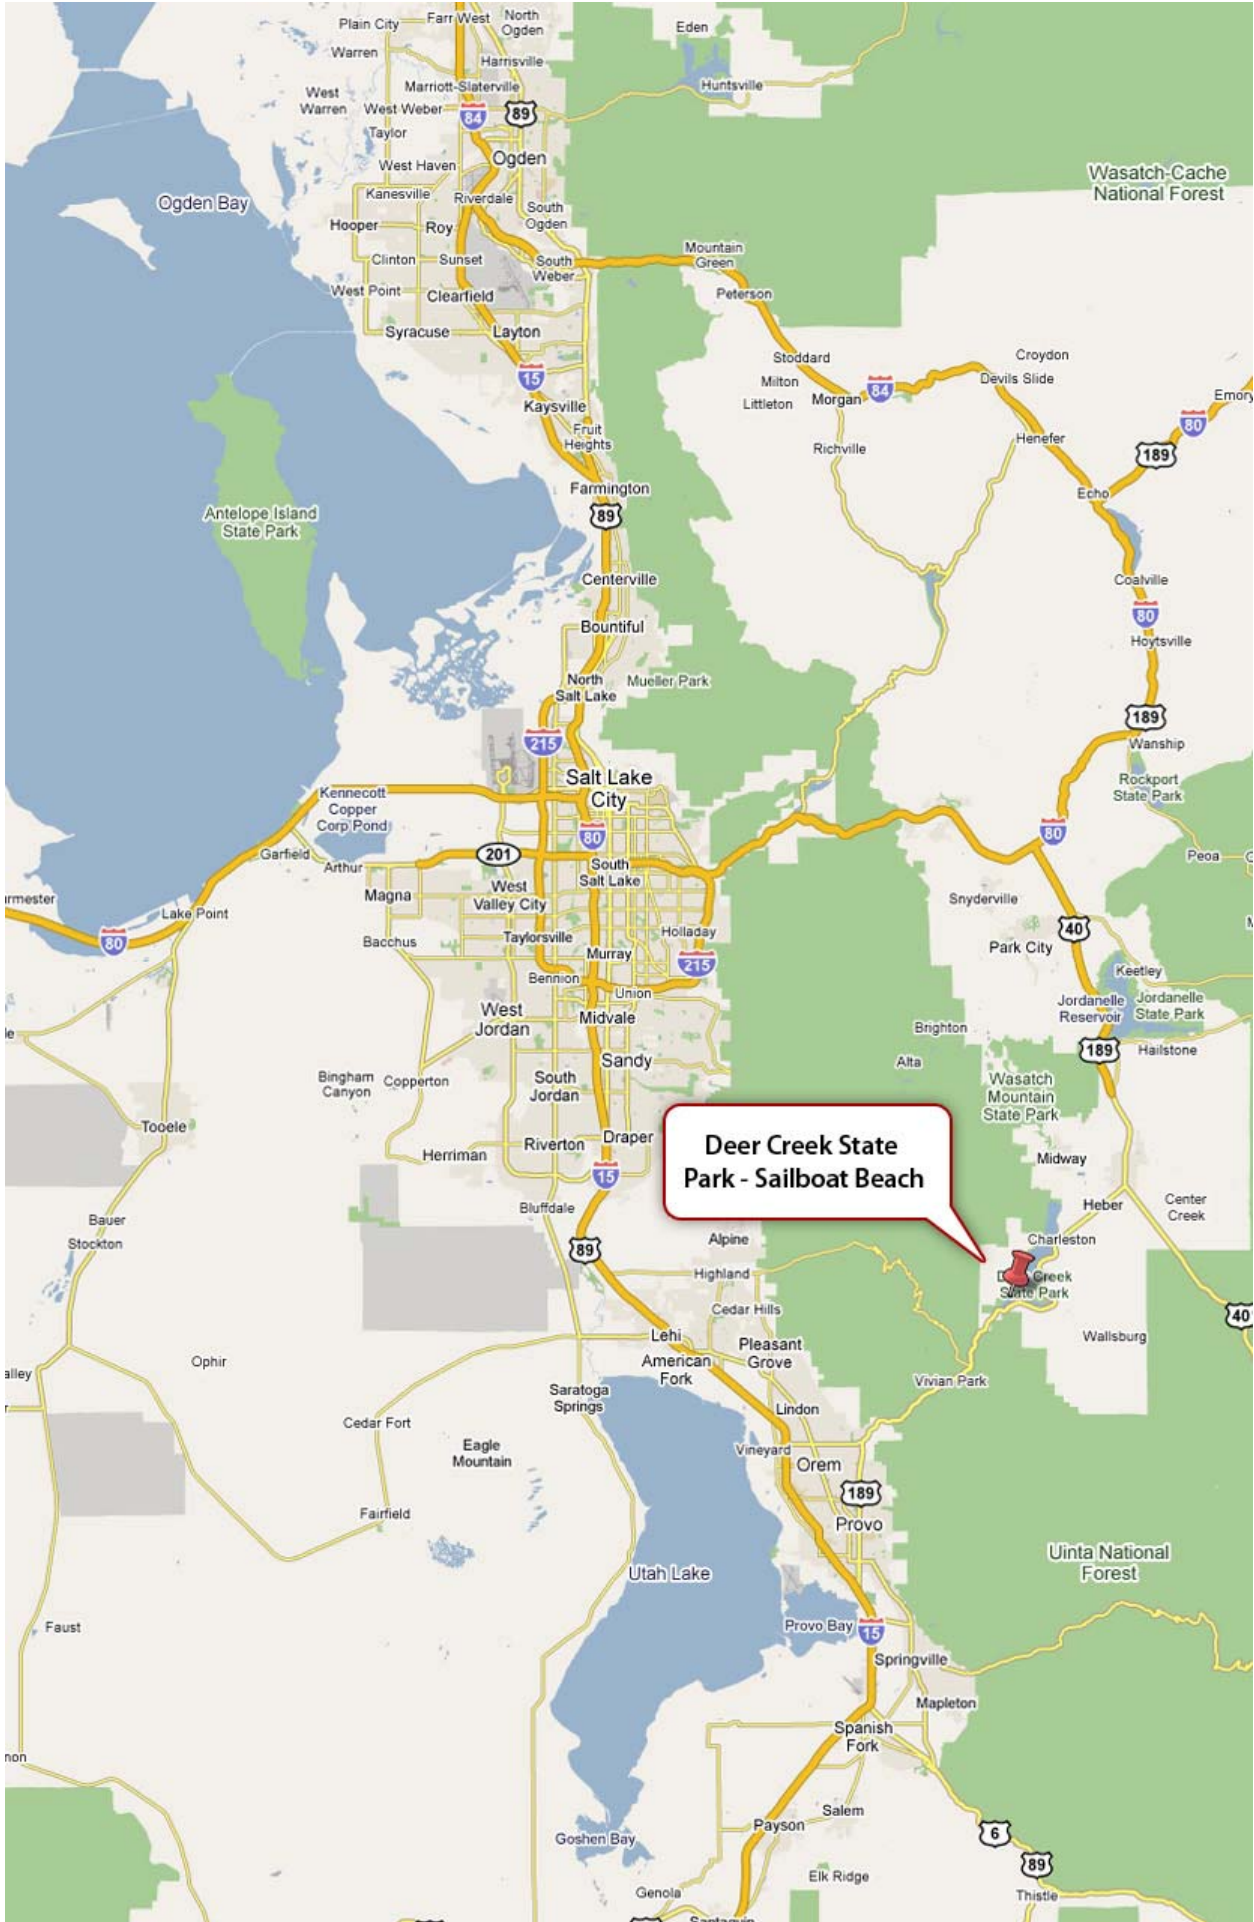 Plain City
Farr West
North
Ogden
Eden
Warren
Harrisville
Huntsville
West
Warren
Marriott-Slaterville
West Weber
84
89
Taylor
Ogden
West Haven
Wasatch-Cache
National Forest
Kanesville
Riverdale
Ogden Bay
South
Ogden
Hooper
Roy
Mountain
Green
Clinton
Sunset
South
Weber
West Point
Clearfield
Peterson
Syracuse
Layton
Stoddard
Croydon
15
Milton
Devils Slide
Littleton
Morgan
84
Emory
Kaysville
80
Fruit
Heights
Richville
Henefer
189
Farmington
Echo
Antelope Island
State Park
89
Centerville
Coalville
80
Bountiful
Hoytsville
North
Salt Lake
Mueller Park
189
215
Wanship
Salt Lake
City
Rockport
State Park
Kennecott
Copper
Corp Pond
80
80
Garfield
Arthur
201
South
Salt Lake
Peoa
Magna
West
Valley City
Snyderville
Lake Point
80
Bacchus
Taylorsville
Holladay
40
Murray
Park City
215
Keetley
Bennion
Union
Jordanelle
Reservoir
Jordanelle
State Park
West
Jordan
Midvale
Brighton
189
Hailstone
Sandy
Alta
Bingham
Canyon
Copperton
South
Jordan
Wasatch
Mountain
State Park
Tooele
Riverton
Draper
Deer Creek State
Park - Sailboat Beach
Herriman
Midway
15
Heber
Center
Creek
Bluffdale
Bauer
Stockton
89
Alpine
Charleston
Highland
Creek
State Park
Cedar Hills
40
Lehi
Pleasant
Grove
Wallsburg
Ophir
American
Fork
alley
Vivian Park
Saratoga
Springs
Lindon
Cedar Fort
Eagle
Mountain
Vineyard
Orem
189
Fairfield
Provo
Utah Lake
Uinta National
Forest
Faust
Provo Bay
15
Springville
Mapleton
Spanish
Fork
non
Salem
Payson
Goshen Bay
6
89
Elk Ridge
Genola
Thistle